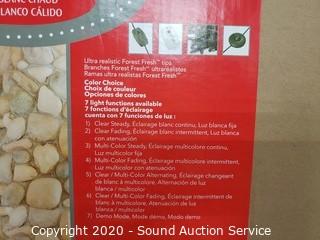 BLANC CHAUD
BLANCO CÁLIDO
Ultra realistic Forest Fresh™ tips
Branches Forest Fresh™ ultraréalistes
Ramas ultra realistas Forest Fresh™
Color Choice
Choix de couleur
Opciones de colores
7 light functions available
7 fonctions d'éclairage
cuenta con 7 funciones de luz :
1) Clear Steady, Éclairage blanc continu, Luz blanca fija
2) Clear Fading, Éclairage blanc intermittent, Luz blanca
con atenuación
3) Multi-Color Steady, Éclairage multicolore continu,
Luz multicolor fija
4) Multi-Color Fading, Éclairage multicolore intermittent,
Luz multicolor con atenuación
5) Clear / Multi-Color Alternating, Éclairage changeant
de blanc à multicolore, Alternación de luz
blanca / multicolor
6) Clear / Multi-Color Fading, Éclairage intermittent
de blanc à multicolore, Atenuación de luz
blanca / multicolor
7) Demo Mode, Mode démo, Modo demo
Copyright 2020 - Sound Auction Service